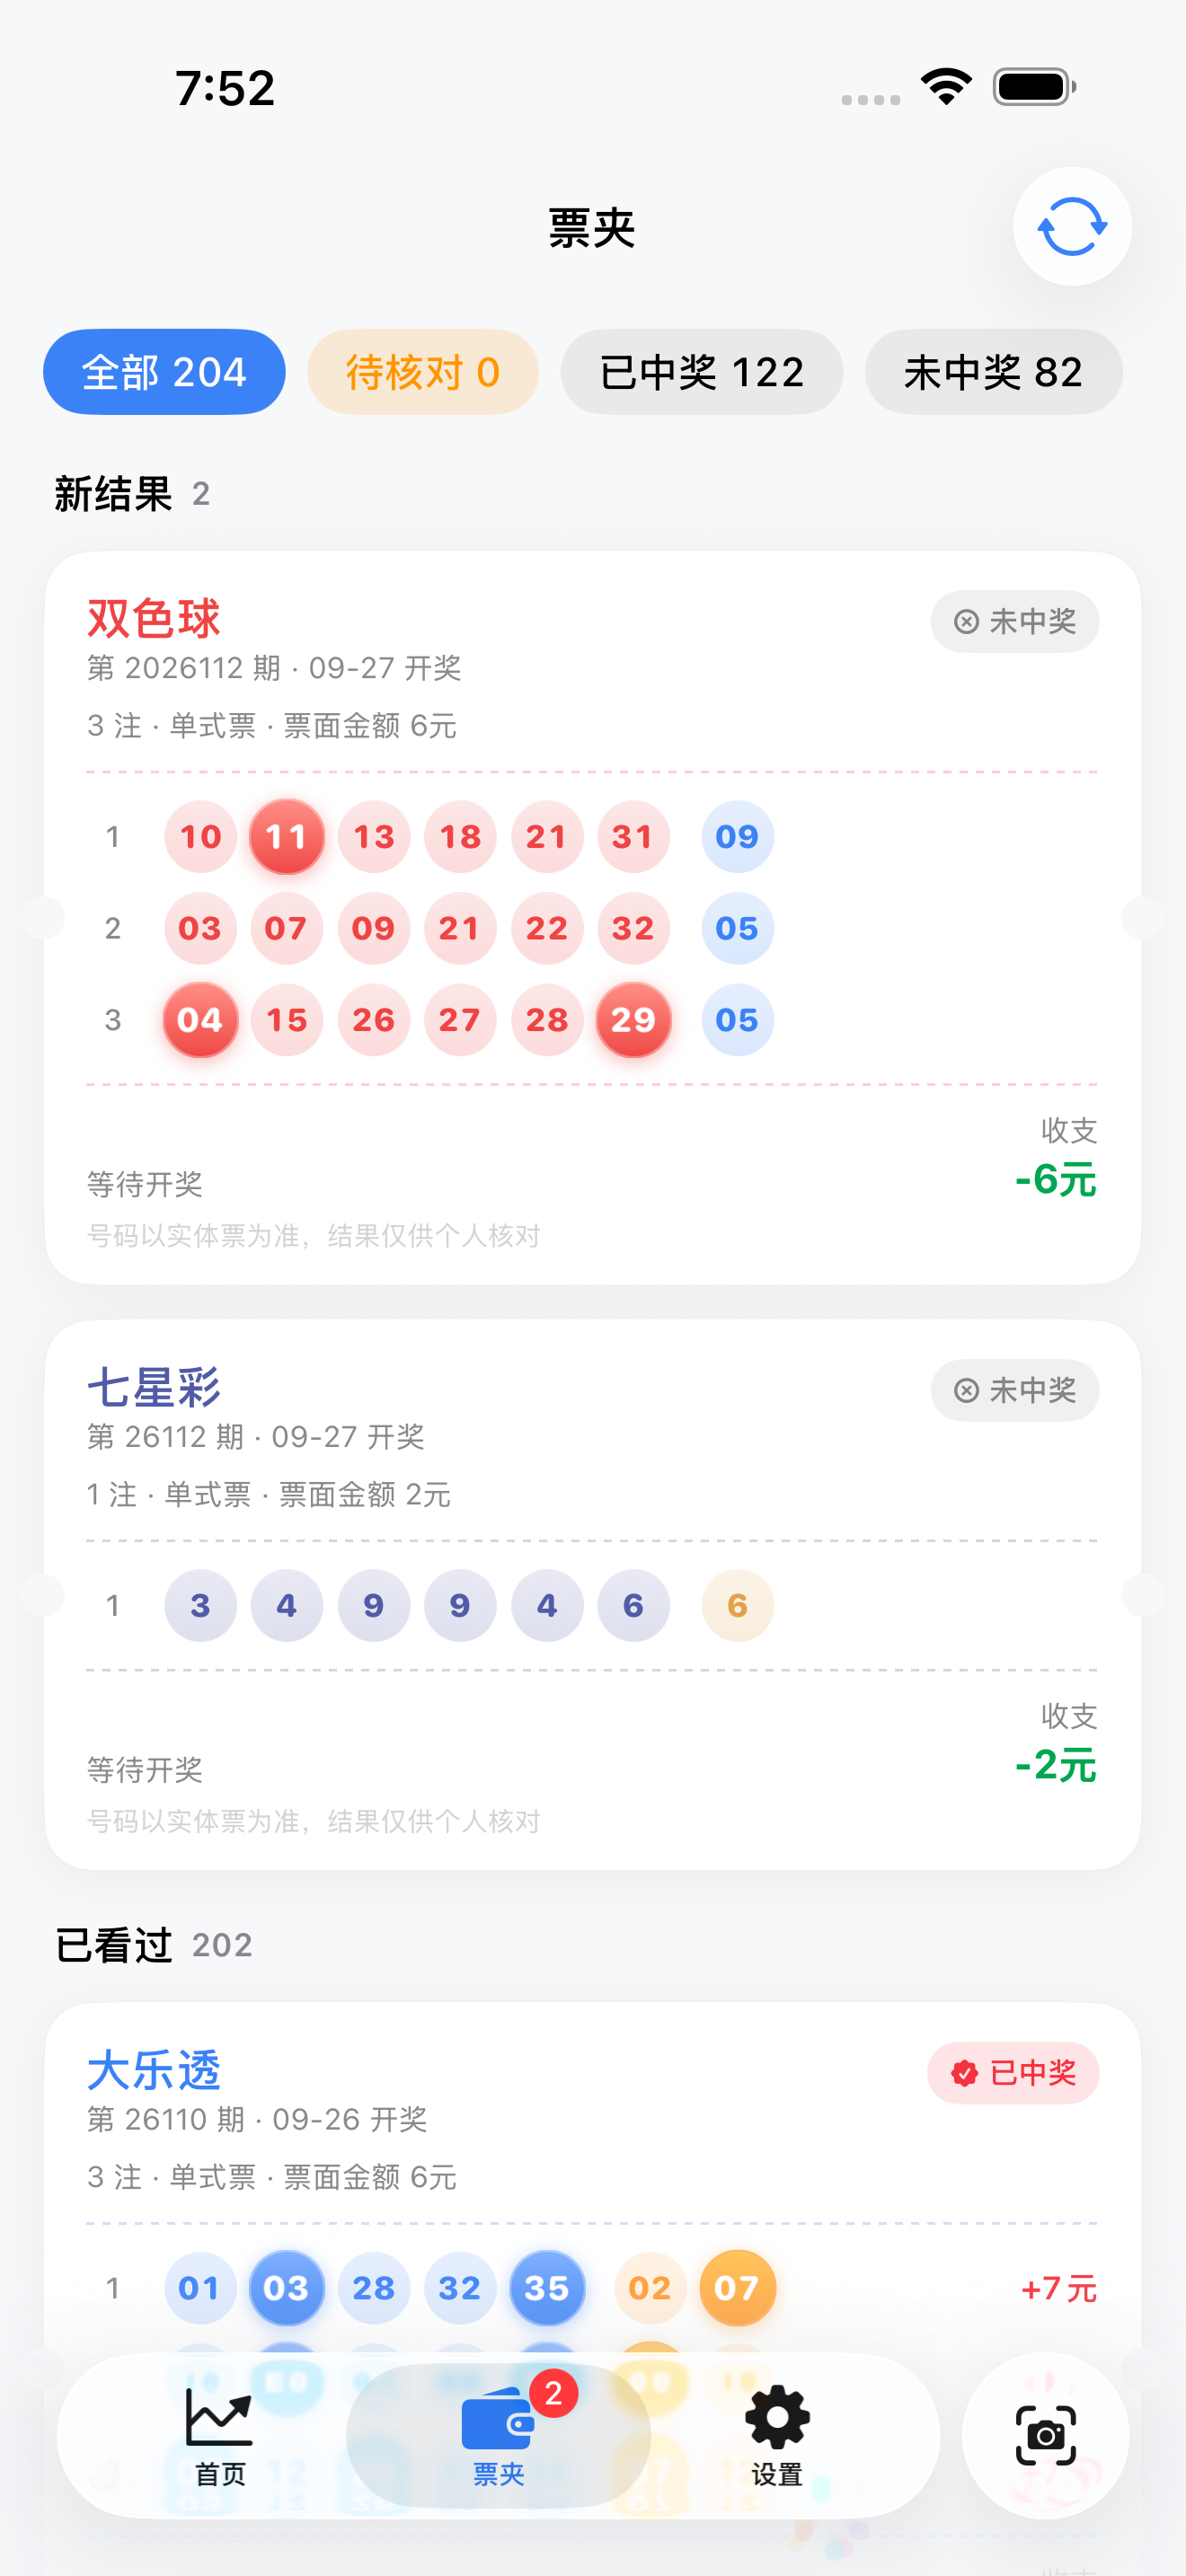 7:52
票夹
全部 204 待核对 0 已中奖 122 未中奖 82
新结果 2
双色球 未中奖
第 2026112 期 · 09-27 开奖
3 注 · 单式票 · 票面金额 6元
1 10 11 13 18 21 31 09
2 03 07 09 21 22 32 05
3 04 15 26 27 28 29 05
收支
等待开奖 -6元
号码以实体票为准，结果仅供个人核对
七星彩 未中奖
第 26112 期 · 09-27 开奖
1 注 · 单式票 · 票面金额 2元
1 3 4 9 9 4 6 6
收支
等待开奖 -2元
号码以实体票为准，结果仅供个人核对
已看过 202
大乐透 已中奖
第 26110 期 · 09-26 开奖
3 注 · 单式票 · 票面金额 6元
1 01 03 28 32 35 02 07 +7 元
2
首页 票夹 设置